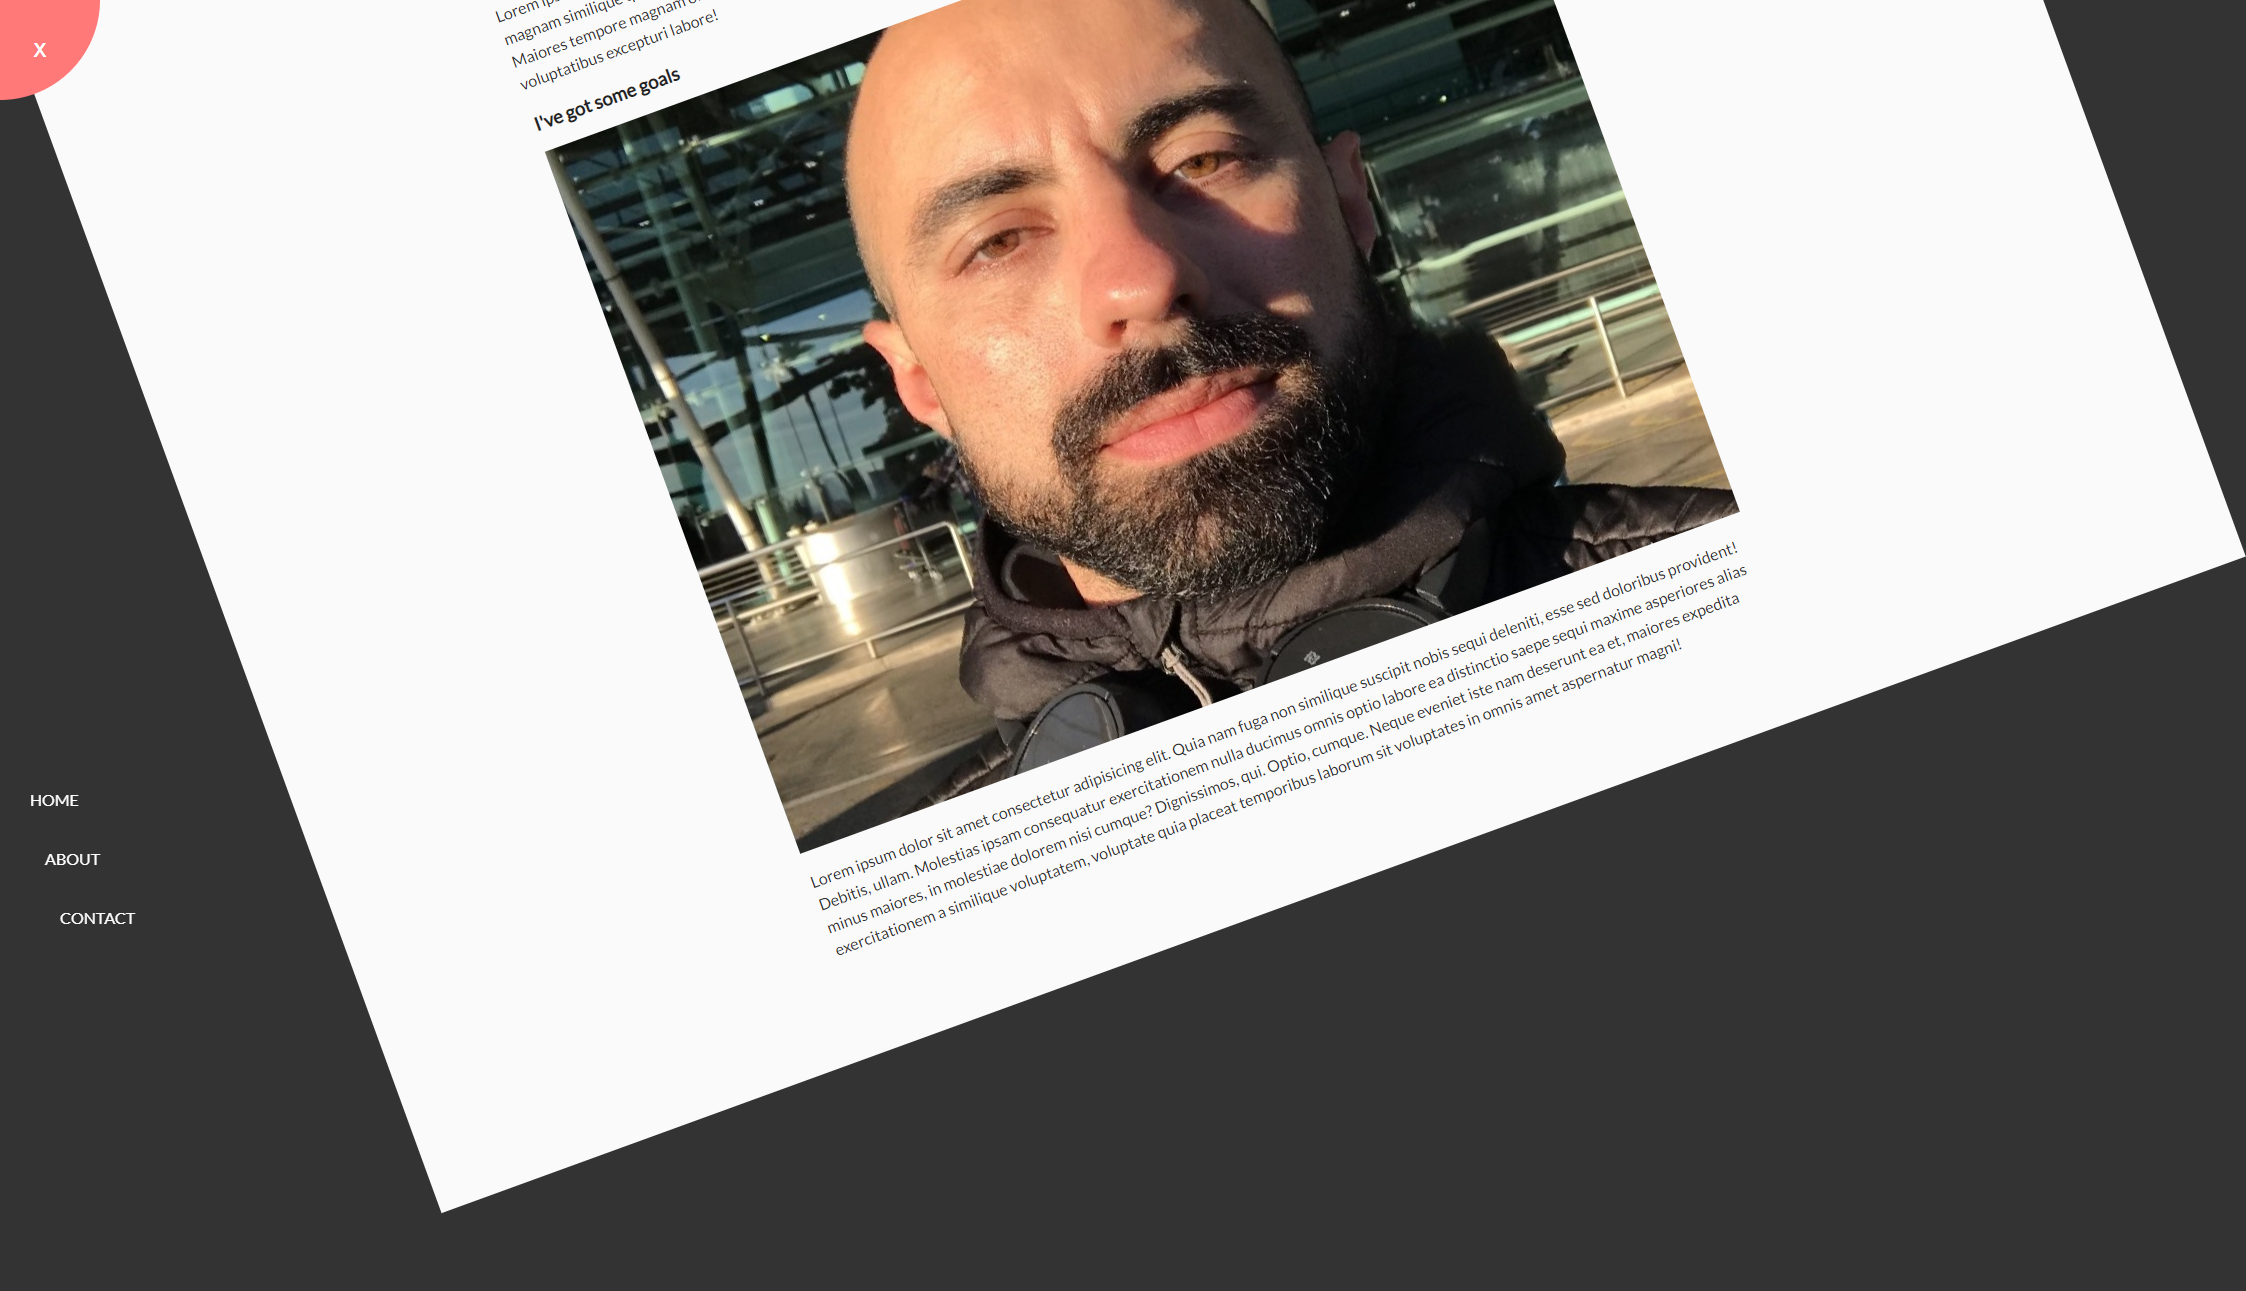 X
Lorem
magnam similique
Maiores tempore magnam
voluptatibus excepturi labore!
I've got some goals
Lorem ipsum dolor sit amet consectetur adipisicing elit. Quia nam fuga non similique suscipit nobis sequi deleniti, esse sed doloribus provident!
Debitis, ullam. Molestias ipsam consequatur exercitationem nulla ducimus omnis optio labore ea distinctio saepe sequi maxime asperiores alias
minus maiores, in molestiae dolorem nisi cumque? Dignissimos, qui. Optio, cumque. Neque eveniet iste nam deserunt ea et, maiores expedita
exercitationem a similique voluptatem, voluptate quia placeat temporibus laborum sit voluptates in omnis amet aspernatur magni!
HOME
ABOUT
CONTACT